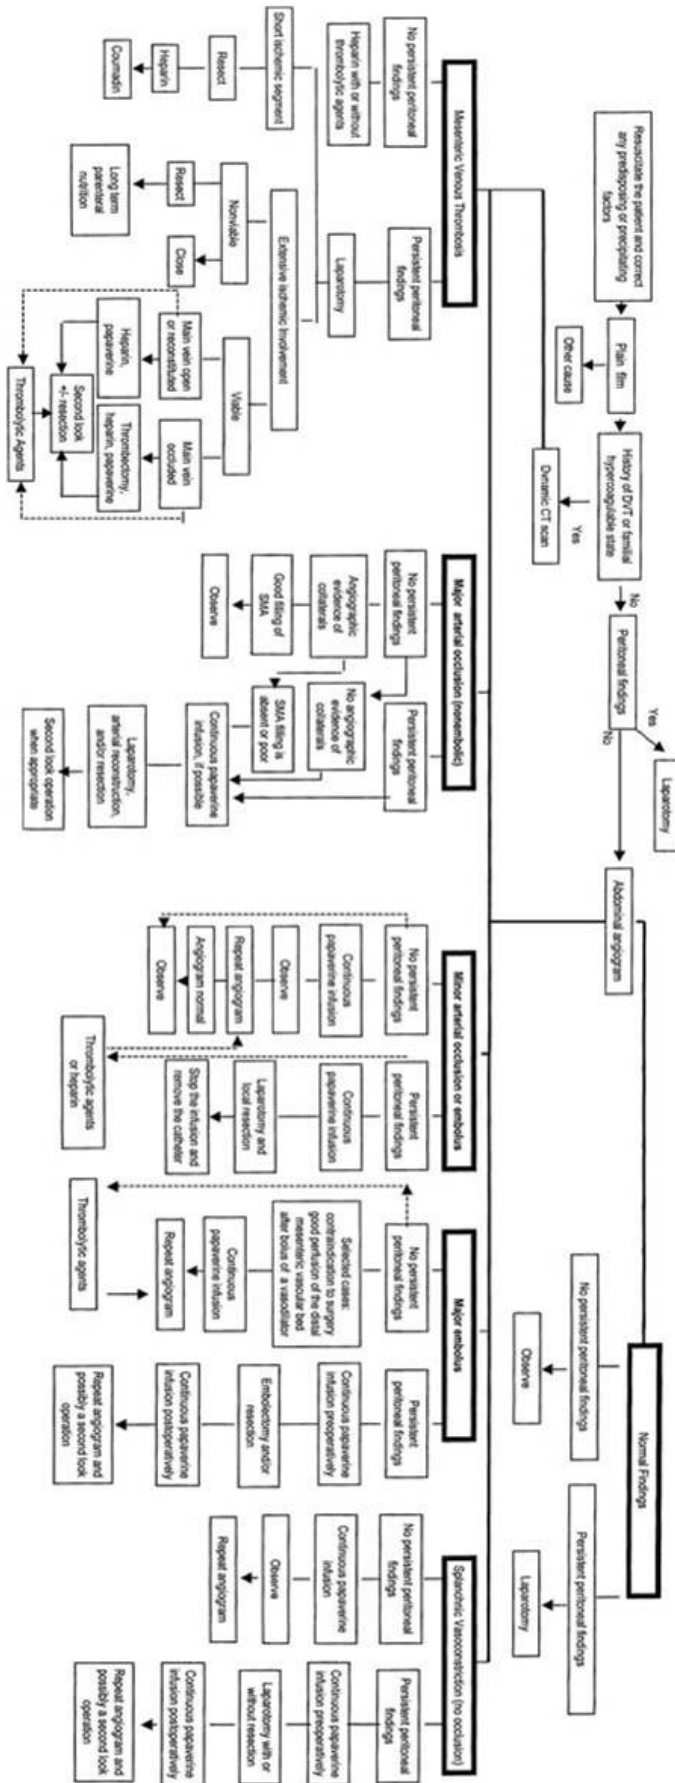 Resuscitate the patient and correct
any predisposing or precipitating
factors
Plain film
Other cause
History of DVT or familial
hypercoagulable state
Yes
No
Dynamic CT scan
Peritoneal findings
Yes
No
Laparotomy
Abdominal angiogram
Normal Findings
No persistent peritoneal findings
Observe
Persistent peritoneal findings
Laparotomy
Mesenteric Venous Thrombosis
No persistent peritoneal
findings
Heparin with or without
thrombolytic agents
Persistent peritoneal
findings
Laparotomy
Short ischemic segment
Resect
Heparin
Coumadin
Extensive ischemic Involvement
Nonviable
Resect
Long term
parenteral
nutrition
Close
Viable
Main vein open
or reconstituted
Heparin,
papaverine
Main vein
occluded
Thrombectomy,
heparin, papaverine
Second look
+/- resection
Thrombolytic Agents
Major arterial occlusion (nonembolic)
No persistent
peritoneal findings
Angiographic
evidence of
collaterals
Good filling of
SMA
Observe
No angiographic
evidence of
collaterals
SMA filling is
absent or poor
Persistent peritoneal
findings
Continuous papaverine
infusion, if possible
Laparotomy,
arterial reconstruction,
and/or resection
Second look operation
when appropriate
Minor arterial occlusion or embolus
No persistent
peritoneal findings
Continuous
papaverine infusion
Observe
Repeat angiogram
Angiogram normal
Observe
Persistent
peritoneal findings
Continuous
papaverine infusion
Laparotomy and
local resection
Stop the infusion and
remove the catheter
Thrombolytic agents
or heparin
Major embolus
No persistent
peritoneal findings
Selected cases:
contraindication to surgery
good perfusion of the distal
mesenteric vascular bed
after bolus of a vasodilator
Continuous
papaverine infusion
Repeat angiogram
Thrombolytic agents
Persistent
peritoneal findings
Continuous papaverine
infusion preoperatively
Embolectomy and/or
resection
Continuous papaverine
infusion postoperatively
Repeat angiogram and
possibly a second look
operation
Splanchnic Vasoconstriction (no occlusion)
No persistent peritoneal
findings
Continuous papaverine
infusion
Observe
Repeat angiogram
Persistent peritoneal
findings
Continuous papaverine
infusion preoperatively
Laparotomy with or
without resection
Continuous papaverine
infusion postoperatively
Repeat angiogram and
possibly a second look
operation